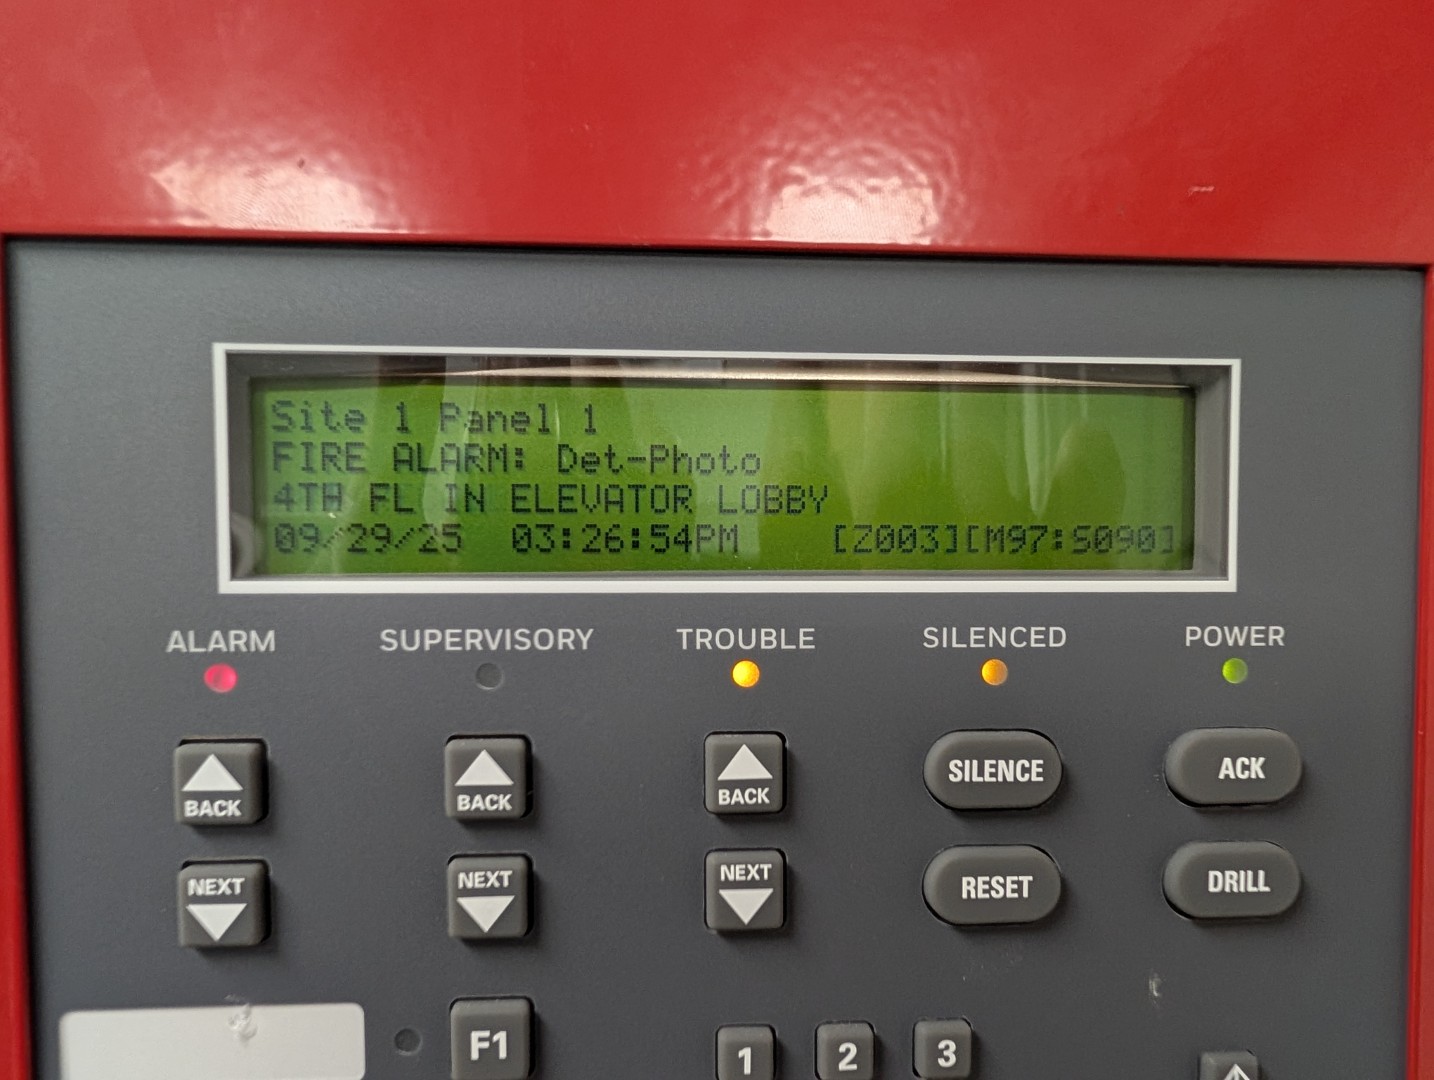 Site 1 Panel 1
FIRE ALARM: Det-Photo
4TH FL IN ELEVATOR LOBBY
09/29/25 03:26:54PM [Z003][M97:S090]
ALARM SUPERVISORY TROUBLE SILENCED POWER
BACK BACK BACK SILENCE ACK
NEXT NEXT NEXT RESET DRILL
F1 1 2 3